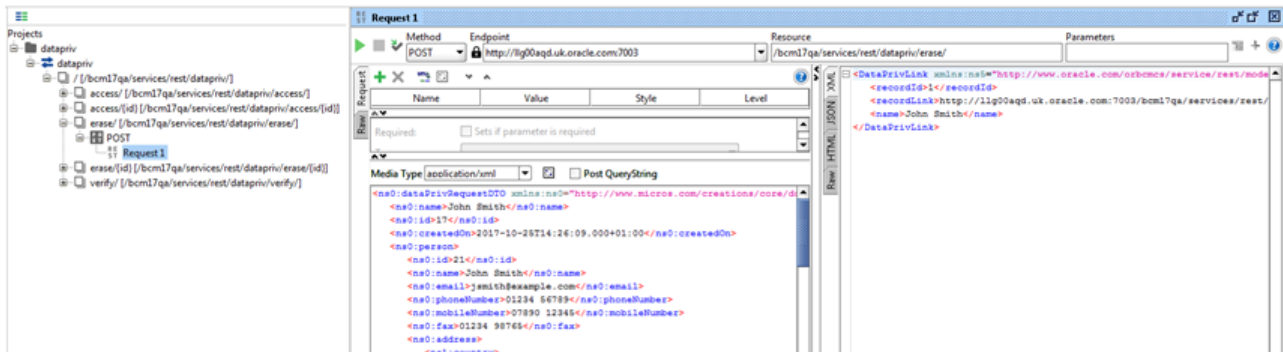 Projects
datapriv
datapriv
/ [/bcm17qa/services/rest/datapriv/]
access/ [/bcm17qa/services/rest/datapriv/access/]
access/{id} [/bcm17qa/services/rest/datapriv/access/{id}]
erase/ [/bcm17qa/services/rest/datapriv/erase/]
POST
REST Request 1
erase/{id} [/bcm17qa/services/rest/datapriv/erase/{id}]
verify/ [/bcm17qa/services/rest/datapriv/verify/]
REST Request 1
Method Endpoint Resource Parameters
POST http://llg00aqd.uk.oracle.com:7003 /bcm17qa/services/rest/datapriv/erase/
Request
Raw
Name Value Style Level
Required: Sets if parameter is required
Media Type application/xml Post QueryString
<ns0:dataPrivRequestDTO xmlns:ns0="http://www.micros.com/creations/core/do
<ns0:name>John Smith</ns0:name>
<ns0:id>17</ns0:id>
<ns0:createdOn>2017-10-25T14:26:09.000+01:00</ns0:createdOn>
<ns0:person>
<ns0:id>21</ns0:id>
<ns0:name>John Smith</ns0:name>
<ns0:email>jsmith@example.com</ns0:email>
<ns0:phoneNumber>01234 56789</ns0:phoneNumber>
<ns0:mobileNumber>07890 12345</ns0:mobileNumber>
<ns0:fax>01234 98765</ns0:fax>
<ns0:address>
XML
JSON
HTML
Raw
<DataPrivLink xmlns:ns5="http://www.oracle.com/orbcmcs/service/rest/mode
<recordId>1</recordId>
<recordLink>http://llg00aqd.uk.oracle.com:7003/bcm17qa/services/rest/
<name>John Smith</name>
</DataPrivLink>